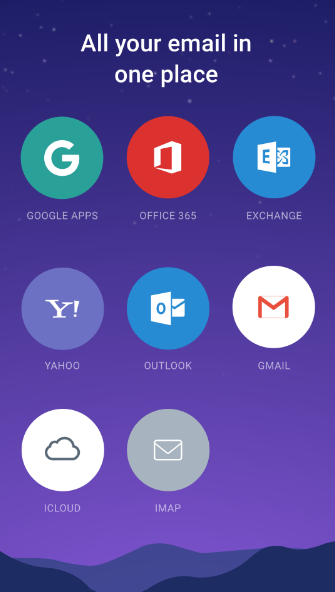 All your email in
one place
GOOGLE APPS
OFFICE 365
EXCHANGE
YAHOO
OUTLOOK
GMAIL
ICLOUD
IMAP